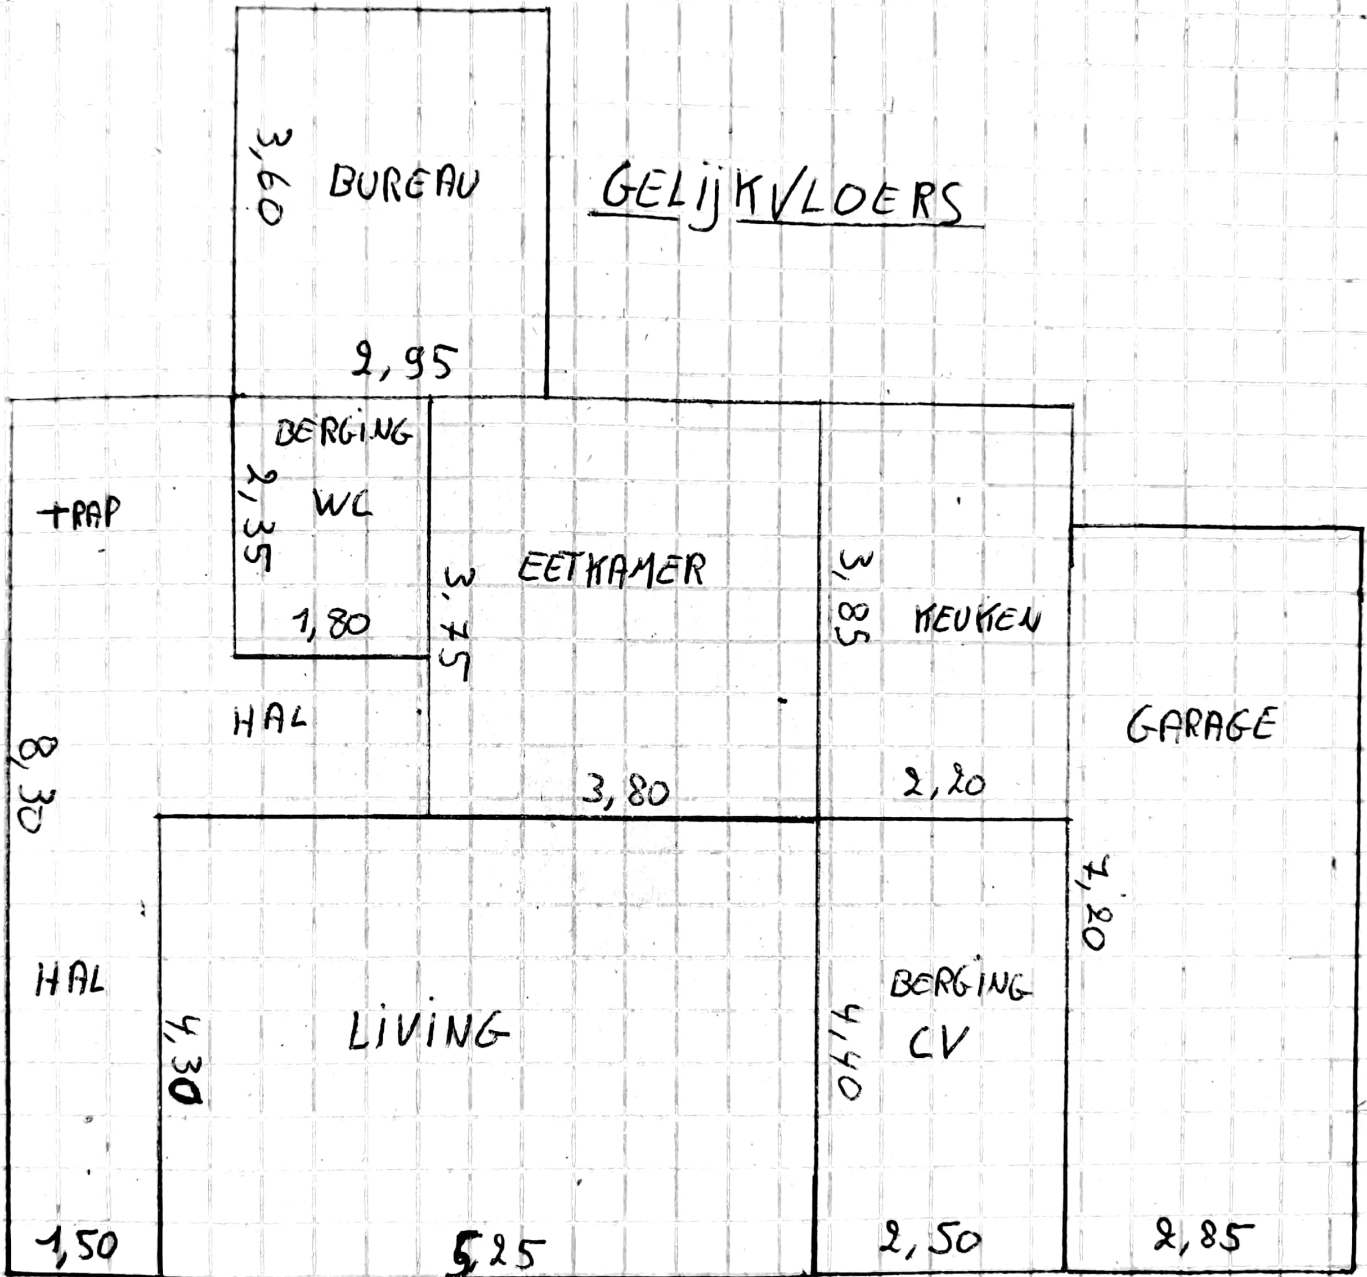 3,60
BUREAU
GELIJKVLOERS
2,95
BERGING
WC
2,35
1,80
TRAP
3,75
EETKAMER
3,80
3,85
KEUKEN
2,20
HAL
8,30
GARAGE
7,20
HAL
4,30
LIVING
4,40
BERGING
CV
1,50
5,25
2,50
2,85